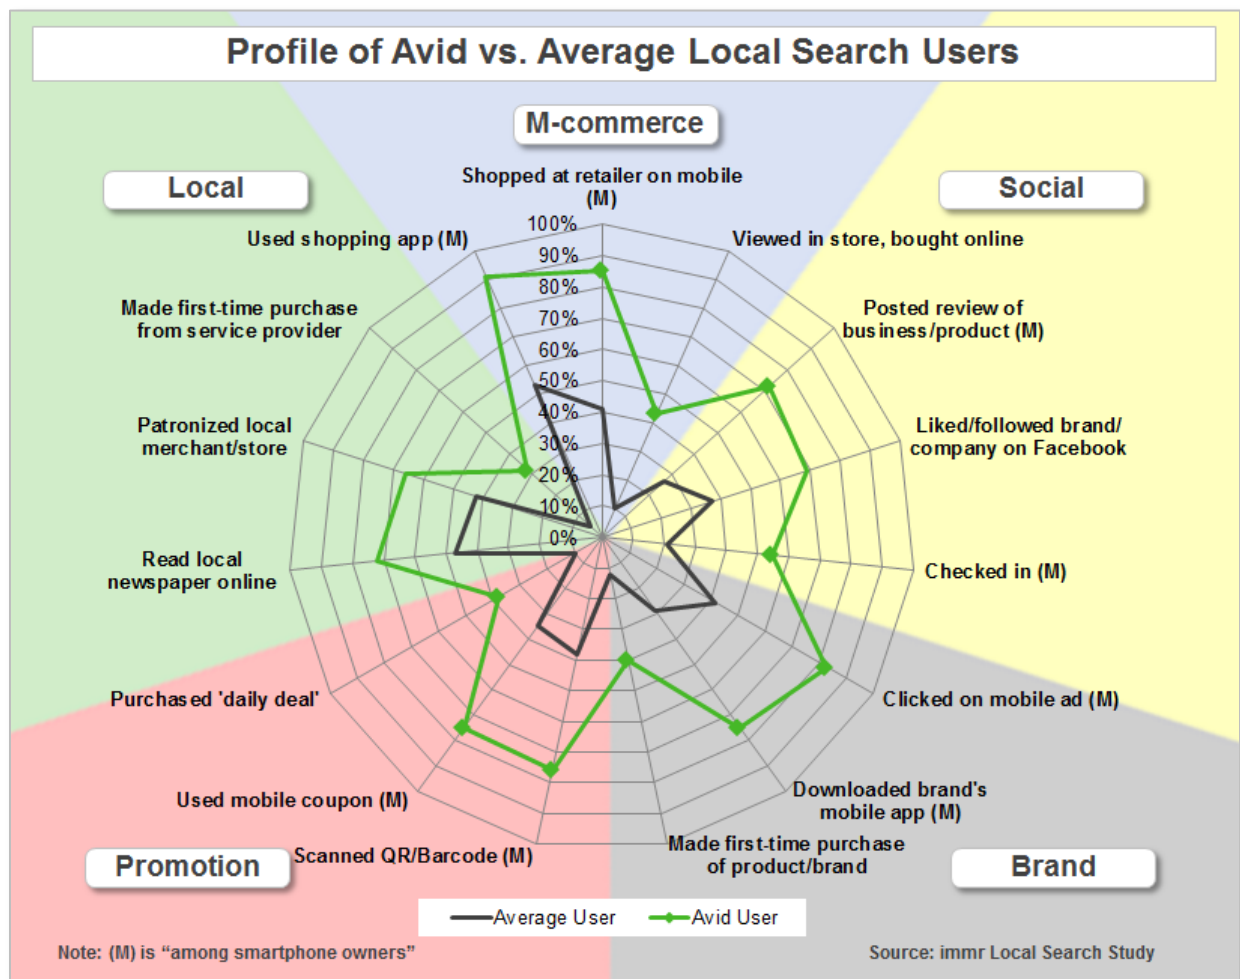 Profile of Avid vs. Average Local Search Users
M-commerce
Local
Social
Shopped at retailer on mobile
(M)
Used shopping app (M)
Viewed in store, bought online
Made first-time purchase
from service provider
Posted review of
business/product (M)
Patronized local
merchant/store
Liked/followed brand/
company on Facebook
Read local
newspaper online
Checked in (M)
Purchased 'daily deal'
Clicked on mobile ad (M)
Used mobile coupon (M)
Downloaded brand's
mobile app (M)
Scanned QR/Barcode (M)
Made first-time purchase
of product/brand
100%
90%
80%
70%
60%
50%
40%
30%
20%
10%
0%
Promotion
Brand
Average User
Avid User
Note: (M) is “among smartphone owners”
Source: immr Local Search Study